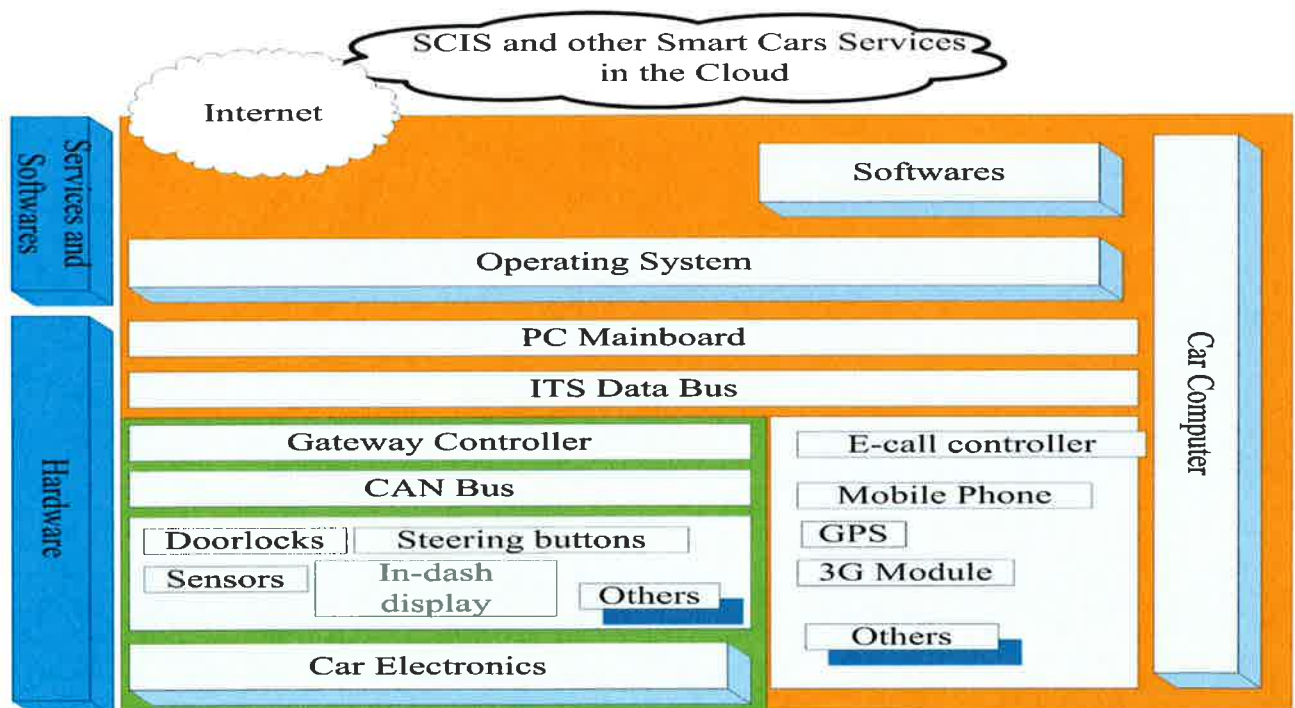 SCIS and other Smart Cars Services
in the Cloud
Internet
Services and
Softwares
Softwares
Operating System
PC Mainboard
ITS Data Bus
Car Computer
Hardware
Gateway Controller
CAN Bus
Doorlocks
Steering buttons
Sensors
In-dash
display
Others
Car Electronics
E-call controller
Mobile Phone
GPS
3G Module
Others